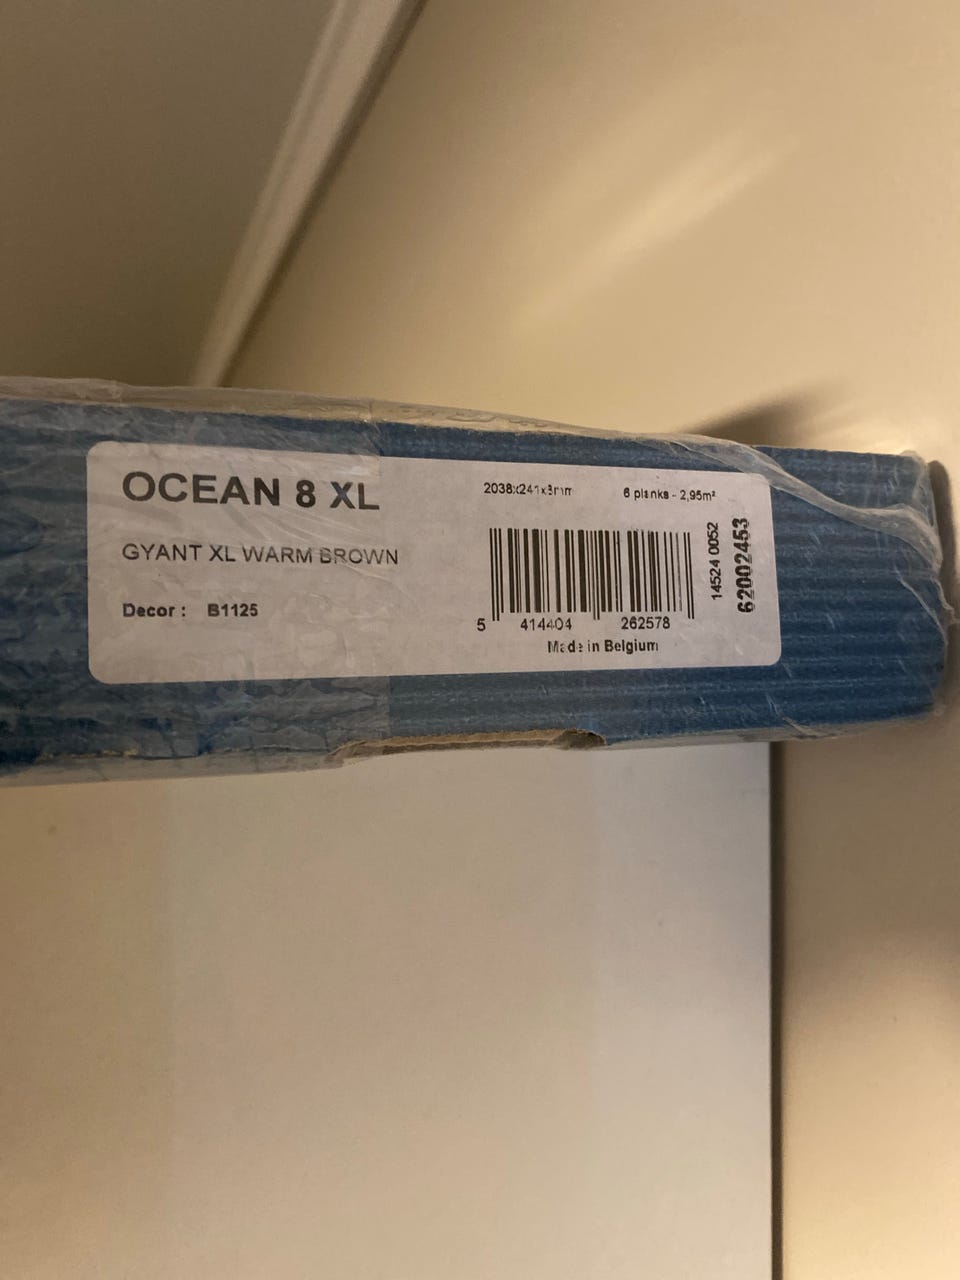 OCEAN 8 XL
GYANT XL WARM BROWN
Decor : B1125
2038x241x8mm
6 planks - 2,95m²
5 414404 262578
Made in Belgium
14524 0052
62002453